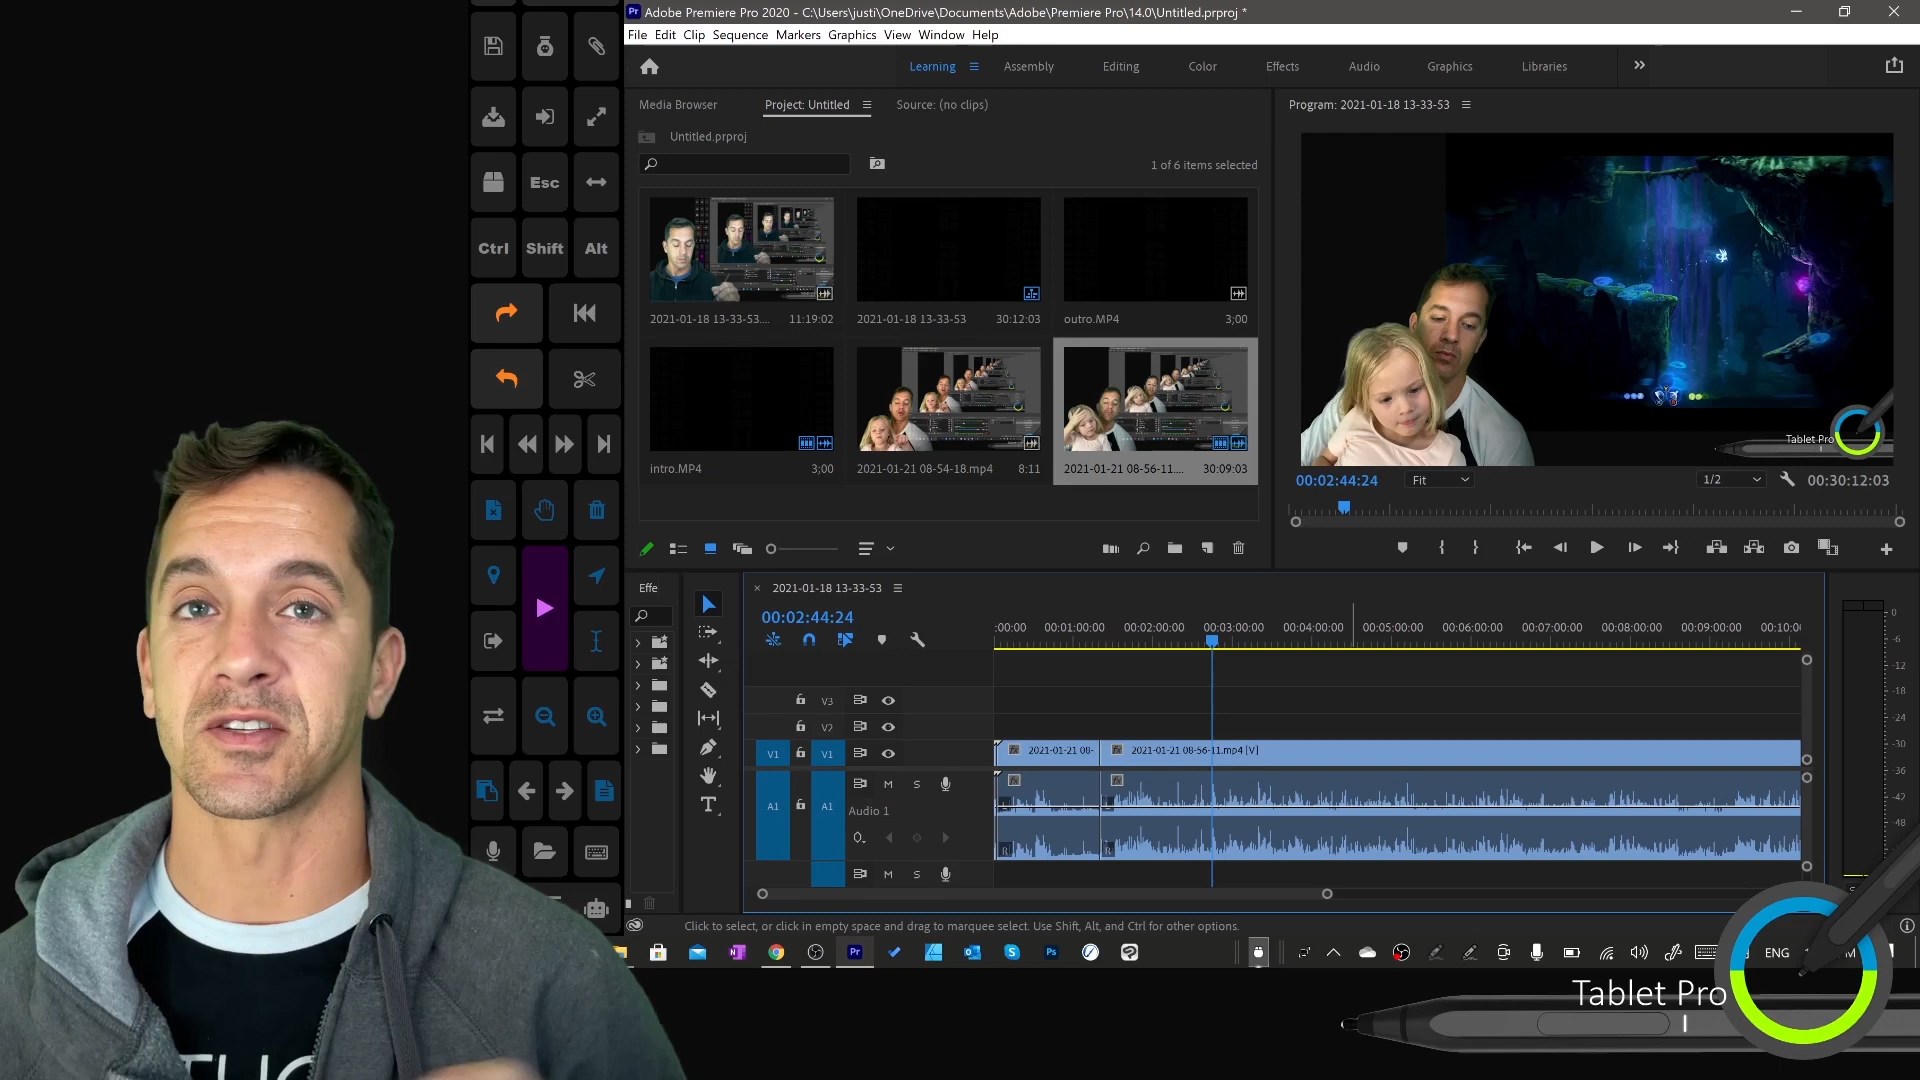 Adobe Premiere Pro 2020 - C:\Users\justi\OneDrive\Documents\Adobe\Premiere Pro\14.0\Untitled.prproj *
File Edit Clip Sequence Markers Graphics View Window Help
Learning Assembly Editing Color Effects Audio Graphics Libraries
Media Browser Project: Untitled Source: (no clips)
Program: 2021-01-18 13-33-53
Untitled.prproj
1 of 6 items selected
Esc
Ctrl Shift Alt
2021-01-18 13-33-53.... 11:19:02
2021-01-18 13-33-53 30:12:03
outro.MP4 3;00
intro.MP4 3;00
2021-01-21 08-54-18.mp4 8:11
2021-01-21 08-56-11.... 30:09:03
Tablet Pro
00:02:44:24 Fit 1/2 00:30:12:03
Effe
2021-01-18 13-33-53
00:02:44:24
:00:00 00:01:00:00 00:02:00:00 00:03:00:00 00:04:00:00 00:05:00:00 00:06:00:00 00:07:00:00 00:08:00:00 00:09:00:00 00:10:0
V3
V2
V1 V1 2021-01-21 08- 2021-01-21 08-56-11.mp4 [V]
A1 A1 M S
Audio 1
R R
M S
0
-6
-12
-18
-24
-30
-36
-42
-48
Click to select, or click in empty space and drag to marquee select. Use Shift, Alt, and Ctrl for other options.
ENG
Tablet Pro